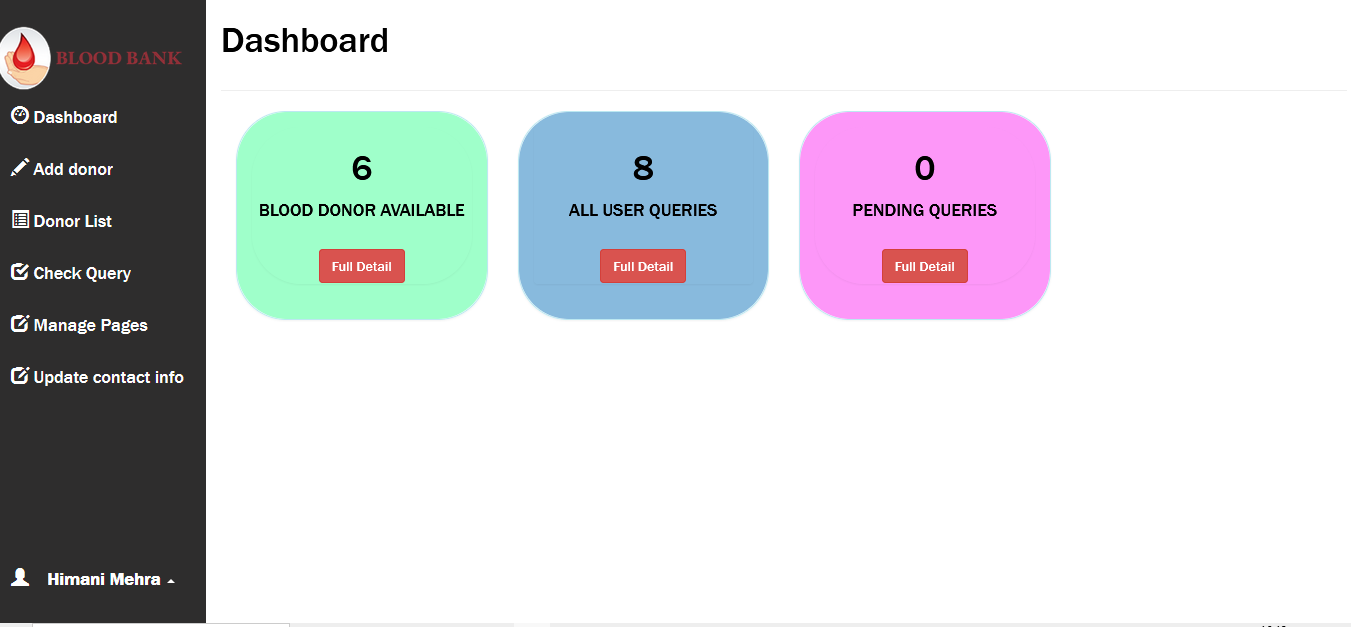 BLOOD BANK
Dashboard
Add donor
Donor List
Check Query
Manage Pages
Update contact info
Himani Mehra
Dashboard
6
BLOOD DONOR AVAILABLE
Full Detail
8
ALL USER QUERIES
Full Detail
0
PENDING QUERIES
Full Detail